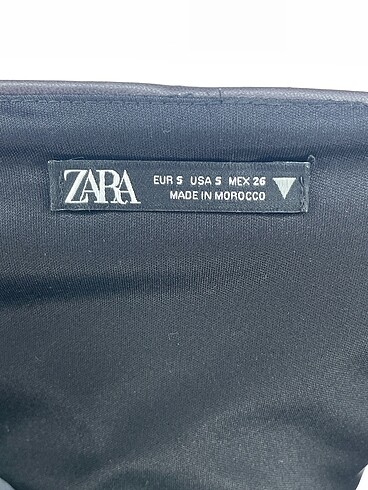 ZARA
EUR S USA S MEX 26
MADE IN MOROCCO